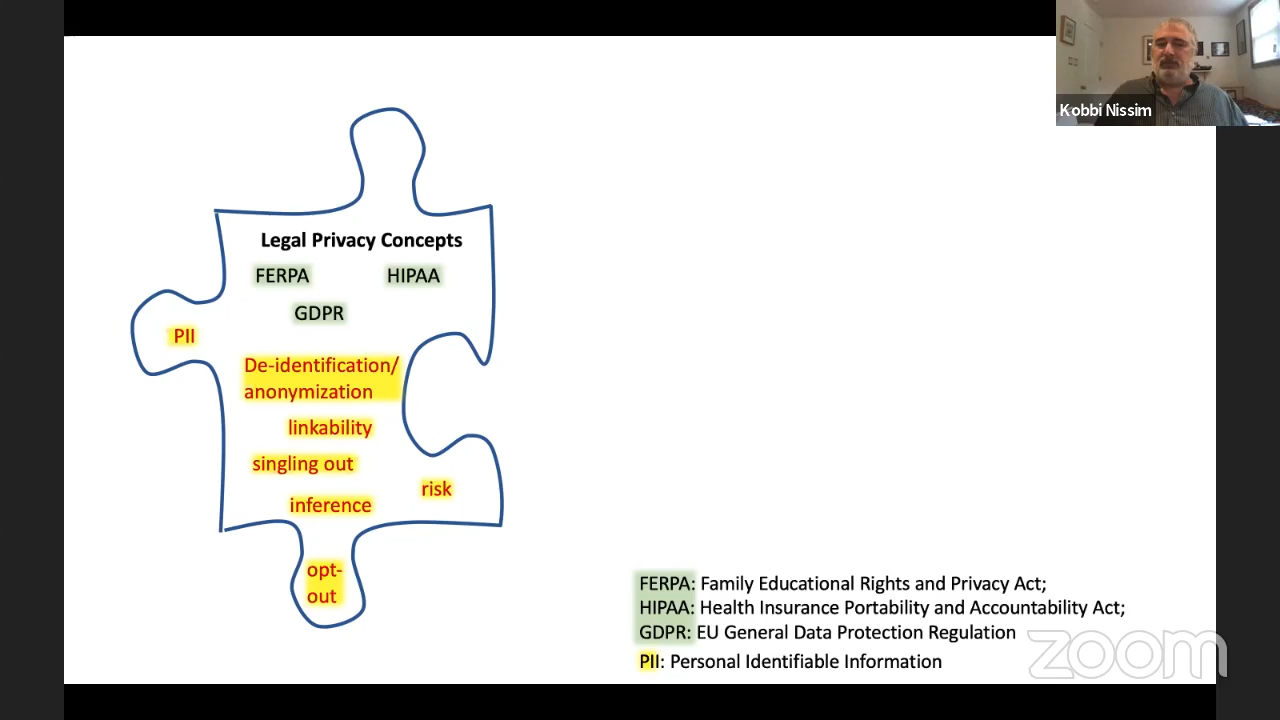 Kobbi Nissim
Legal Privacy Concepts
FERPA HIPAA
GDPR
PII
De-identification/
anonymization
linkability
singling out
risk
inference
opt-
out
FERPA: Family Educational Rights and Privacy Act;
HIPAA: Health Insurance Portability and Accountability Act;
GDPR: EU General Data Protection Regulation
PII: Personal Identifiable Information
zoom